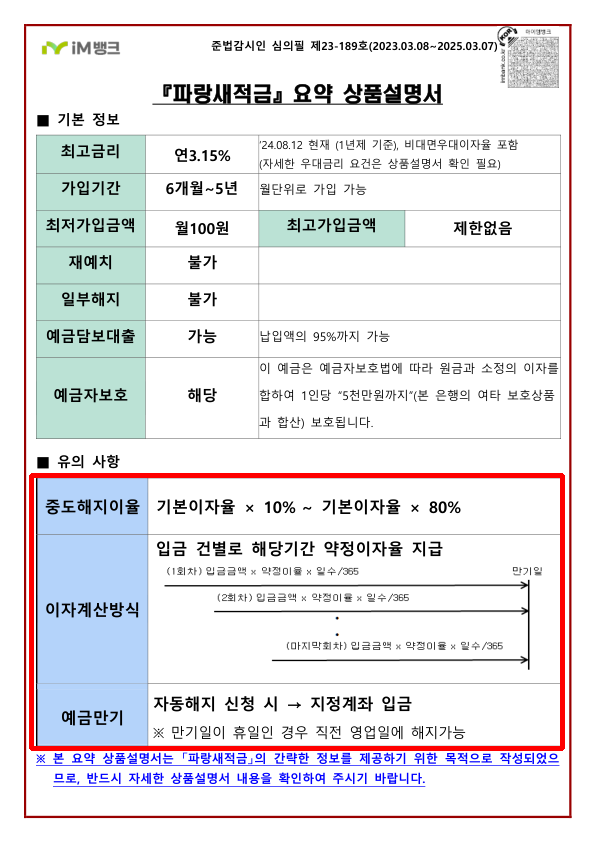 iM뱅크
준법감시인 심의필 제23-189호(2023.03.08~2025.03.07)
아이엠뱅크
imbank.co.kr
『파랑새적금』 요약 상품설명서
■ 기본 정보
최고금리
연3.15%
'24.08.12 현재 (1년제 기준), 비대면우대이자율 포함
(자세한 우대금리 요건은 상품설명서 확인 필요)
가입기간
6개월~5년
월단위로 가입 가능
최저가입금액
월100원
최고가입금액
제한없음
재예치
불가
일부해지
불가
예금담보대출
가능
납입액의 95%까지 가능
예금자보호
해당
이 예금은 예금자보호법에 따라 원금과 소정의 이자를
합하여 1인당 “5천만원까지”(본 은행의 여타 보호상품
과 합산) 보호됩니다.
■ 유의 사항
중도해지이율
기본이자율 × 10% ~ 기본이자율 × 80%
이자계산방식
입금 건별로 해당기간 약정이자율 지급
(1회차) 입금금액 x 약정이율 x 일수/365
만기일
(2회차) 입금금액 x 약정이율 x 일수/365
(마지막회차) 입금금액 x 약정이율 x 일수/365
예금만기
자동해지 신청 시 → 지정계좌 입금
※ 만기일이 휴일인 경우 직전 영업일에 해지가능
※ 본 요약 상품설명서는 「파랑새적금」의 간략한 정보를 제공하기 위한 목적으로 작성되었으
므로, 반드시 자세한 상품설명서 내용을 확인하여 주시기 바랍니다.